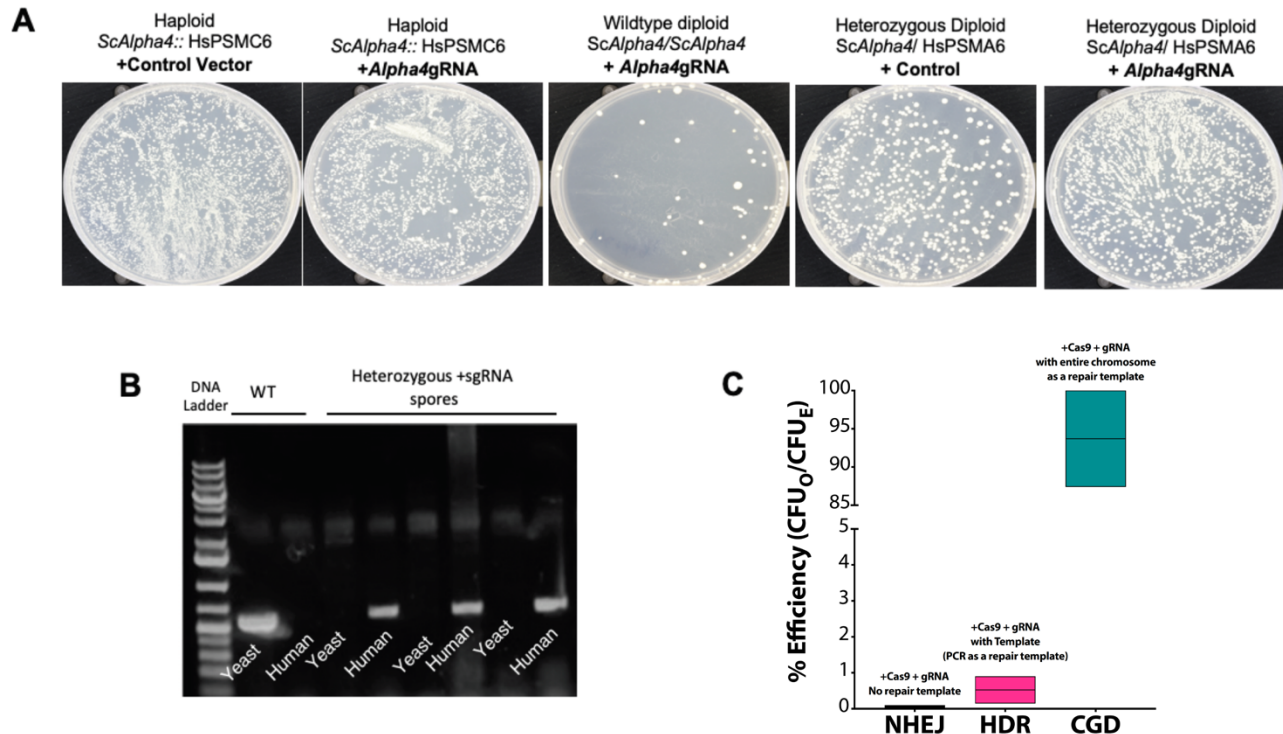 A
Haploid
ScAlpha4:: HsPSMC6
+Control Vector
Haploid
ScAlpha4:: HsPSMC6
+Alpha4gRNA
Wildtype diploid
ScAlpha4/ScAlpha4
+ Alpha4gRNA
Heterozygous Diploid
ScAlpha4/ HsPSMA6
+ Control
Heterozygous Diploid
ScAlpha4/ HsPSMA6
+ Alpha4gRNA
B
DNA
Ladder
WT
Heterozygous +sgRNA
spores
Yeast
Human
Yeast
Human
Yeast
Human
Yeast
Human
C
% Efficiency (CFUO/CFUE)
100
95
90
85
5
4
3
2
1
0
+Cas9 + gRNA
with entire chromosome
as a repair template
+Cas9 + gRNA
with Template
(PCR as a repair template)
+Cas9 + gRNA
No repair template
NHEJ
HDR
CGD